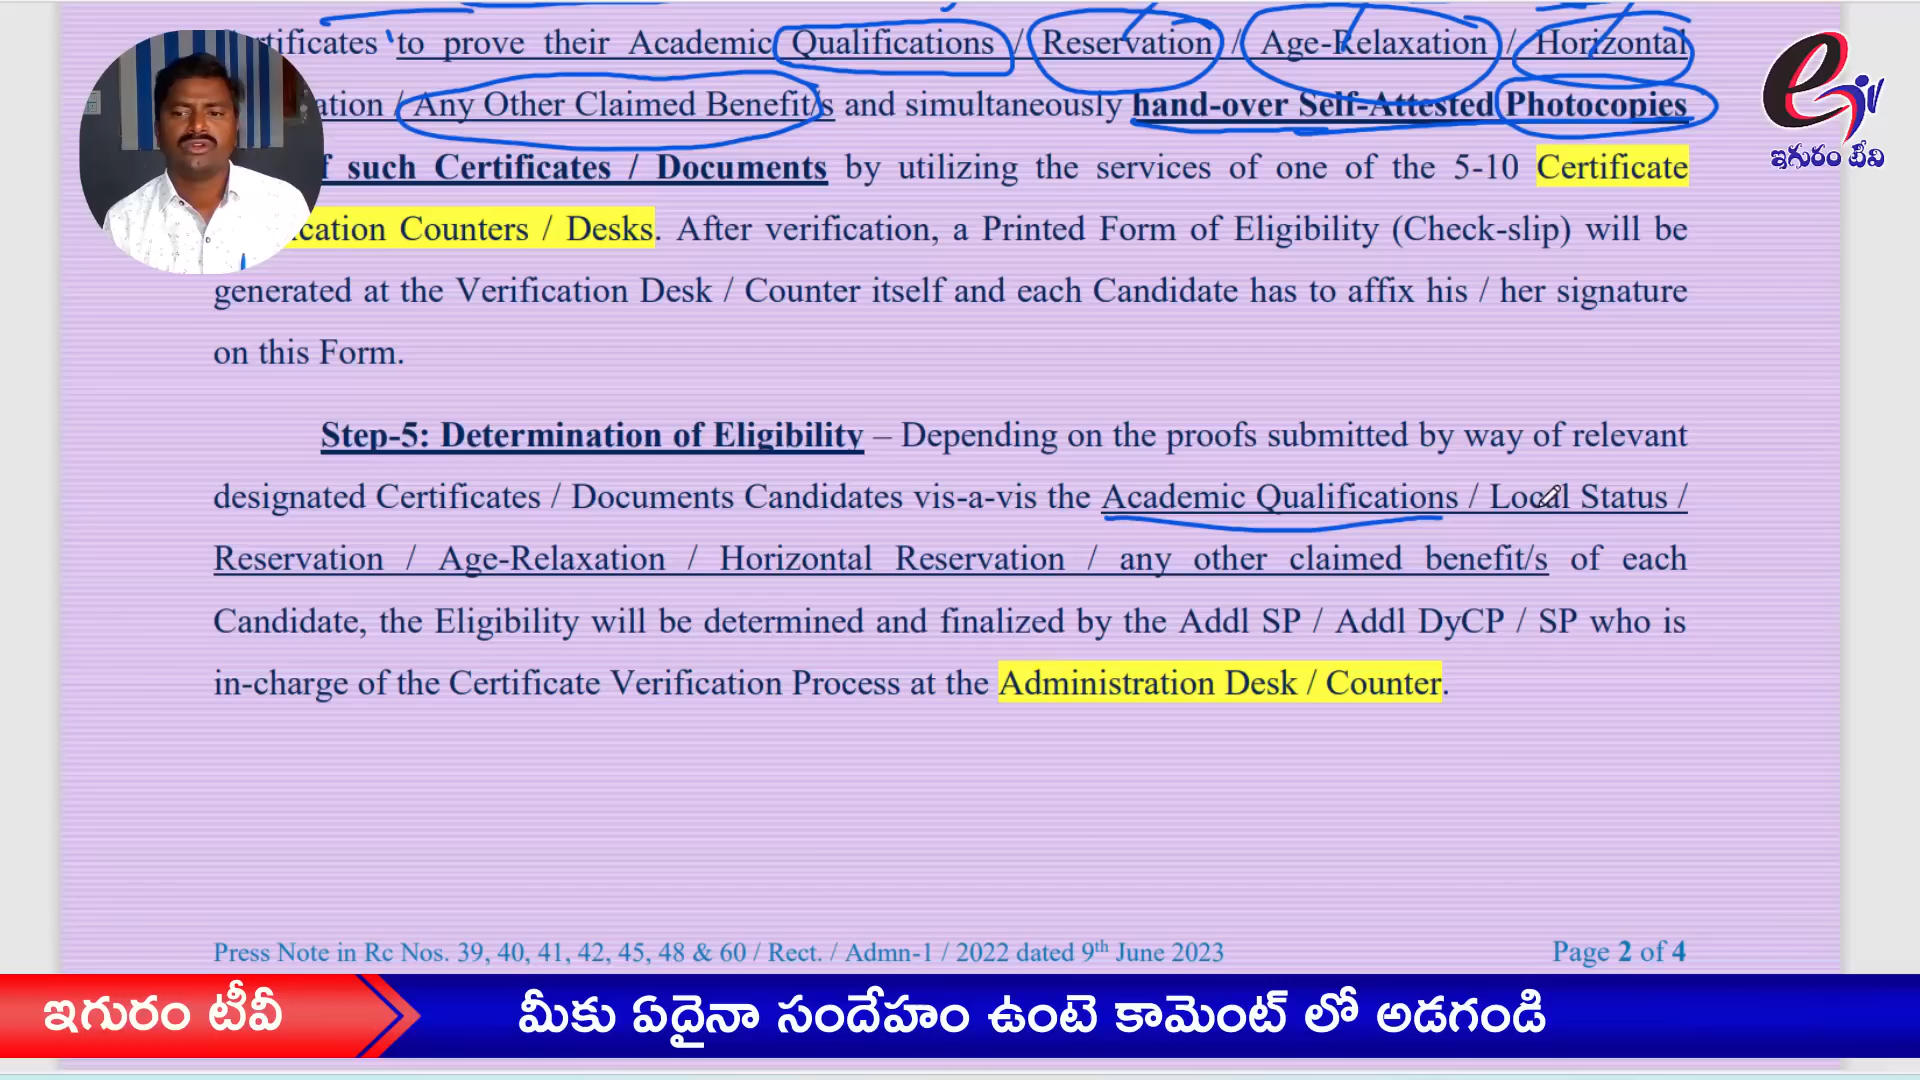 to prove their Academic Qualifications / Reservation / Age-Relaxation / Horizontal
/ Any Other Claimed Benefit/s and simultaneously hand-over Self-Attested Photocopies
such Certificates / Documents by utilizing the services of one of the 5-10 Certificate
Counters / Desks. After verification, a Printed Form of Eligibility (Check-slip) will be
generated at the Verification Desk / Counter itself and each Candidate has to affix his / her signature
on this Form.
Step-5: Determination of Eligibility – Depending on the proofs submitted by way of relevant
designated Certificates / Documents Candidates vis-a-vis the Academic Qualifications / Local Status /
Reservation / Age-Relaxation / Horizontal Reservation / any other claimed benefit/s of each
Candidate, the Eligibility will be determined and finalized by the Addl SP / Addl DyCP / SP who is
in-charge of the Certificate Verification Process at the Administration Desk / Counter.
Press Note in Rc Nos. 39, 40, 41, 42, 45, 48 & 60 / Rect. / Admn-1 / 2022 dated 9th June 2023 Page 2 of 4
ఇగురం టీవి
ఇగురం టీవీ
మీకు ఏదైనా సందేహం ఉంటె కామెంట్ లో అడగండి